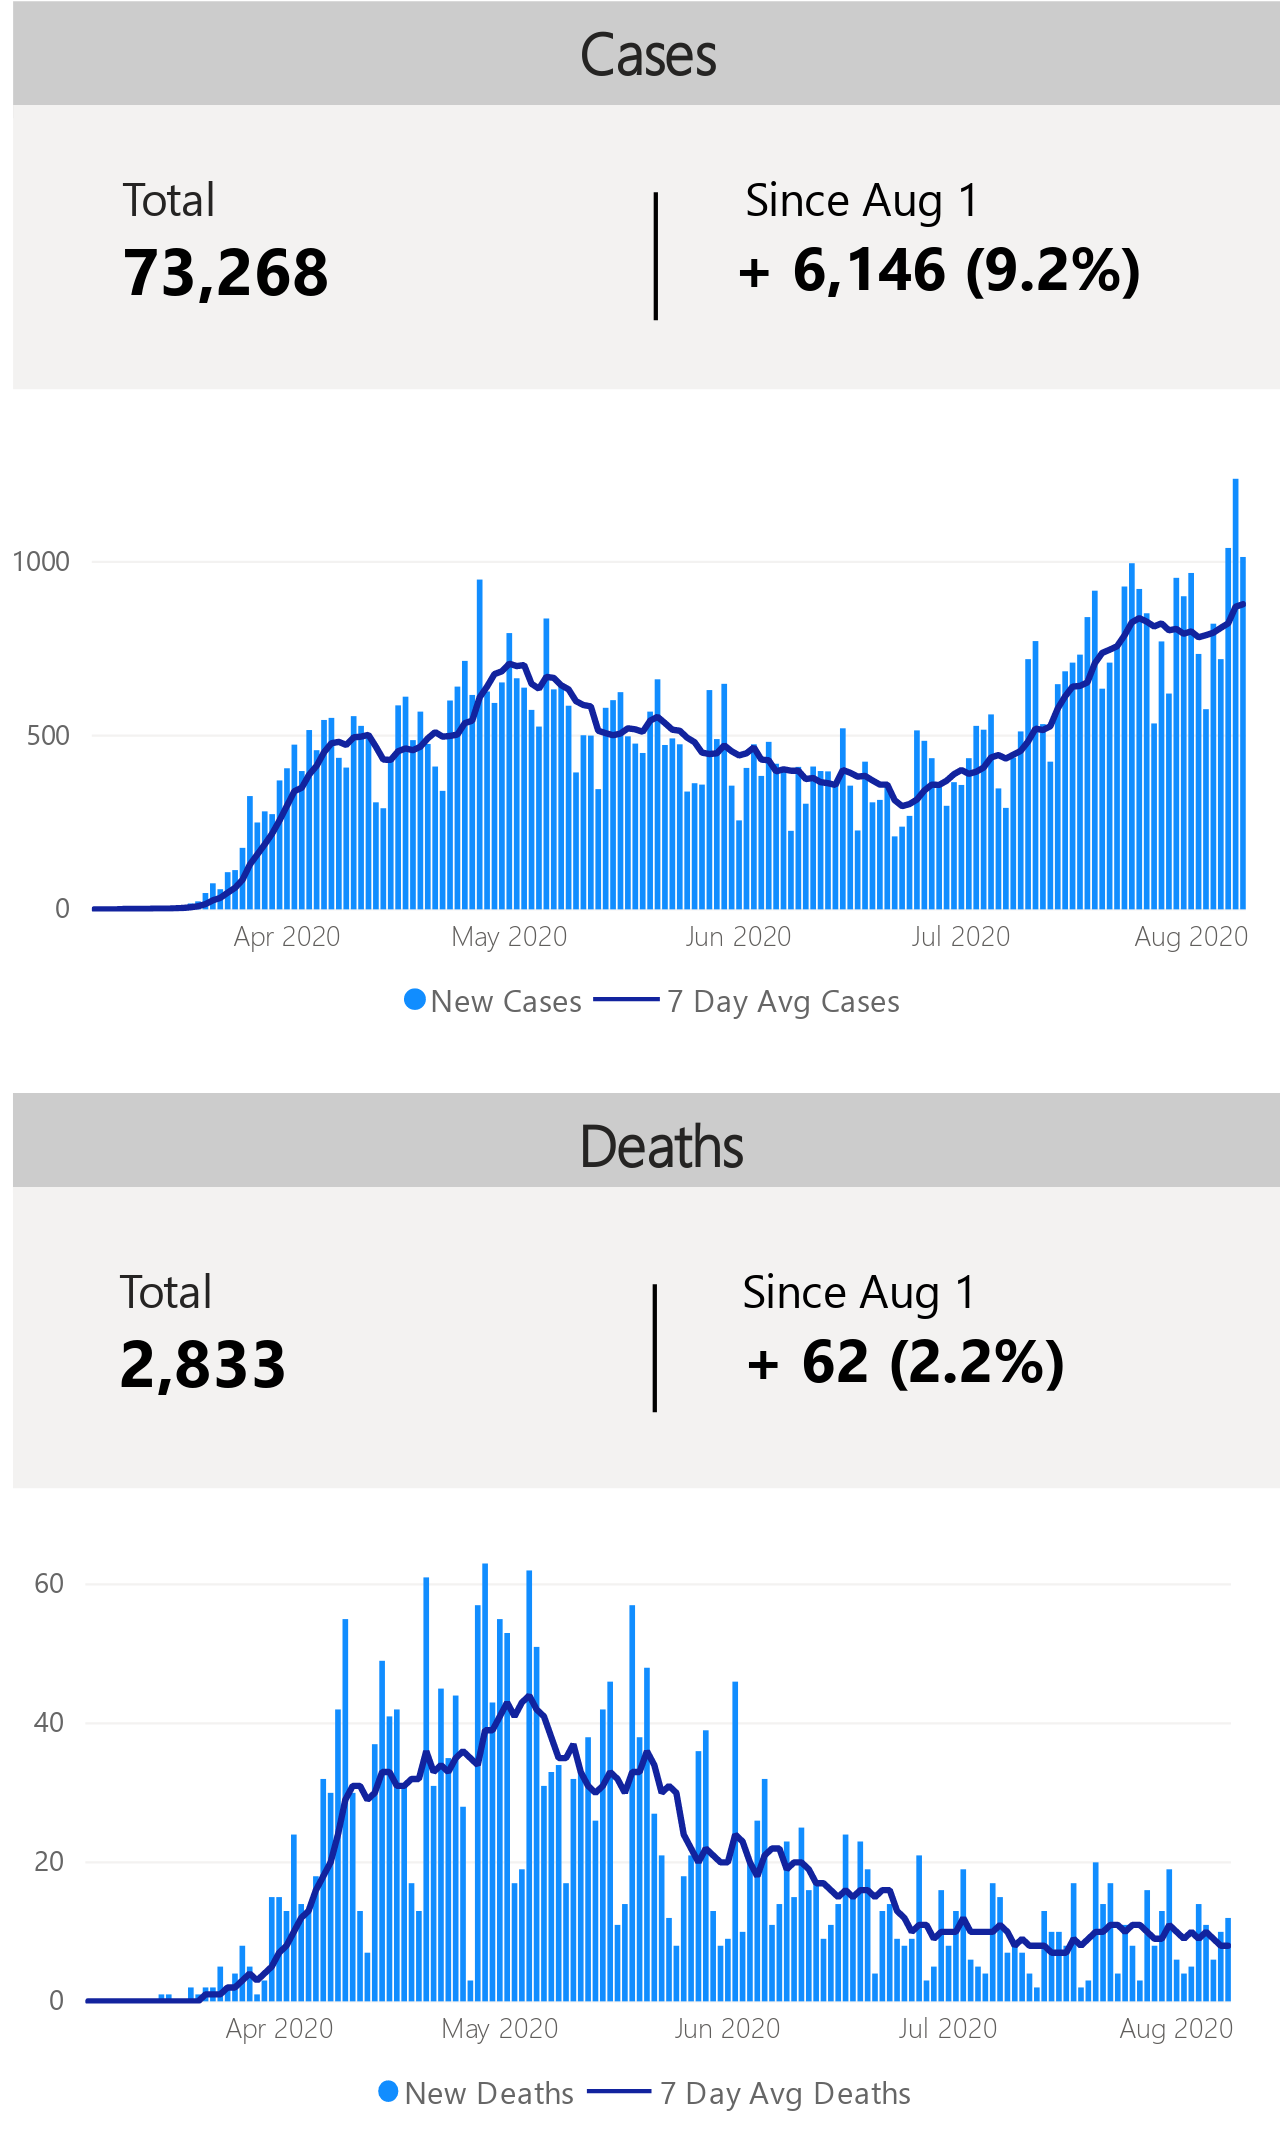 Cases
Total
73,268
Since Aug 1
+ 6,146 (9.2%)
1000
500
0
Apr 2020
May 2020
Jun 2020
Jul 2020
Aug 2020
New Cases
7 Day Avg Cases
Deaths
Total
2,833
Since Aug 1
+ 62 (2.2%)
60
40
20
0
Apr 2020
May 2020
Jun 2020
Jul 2020
Aug 2020
New Deaths
7 Day Avg Deaths